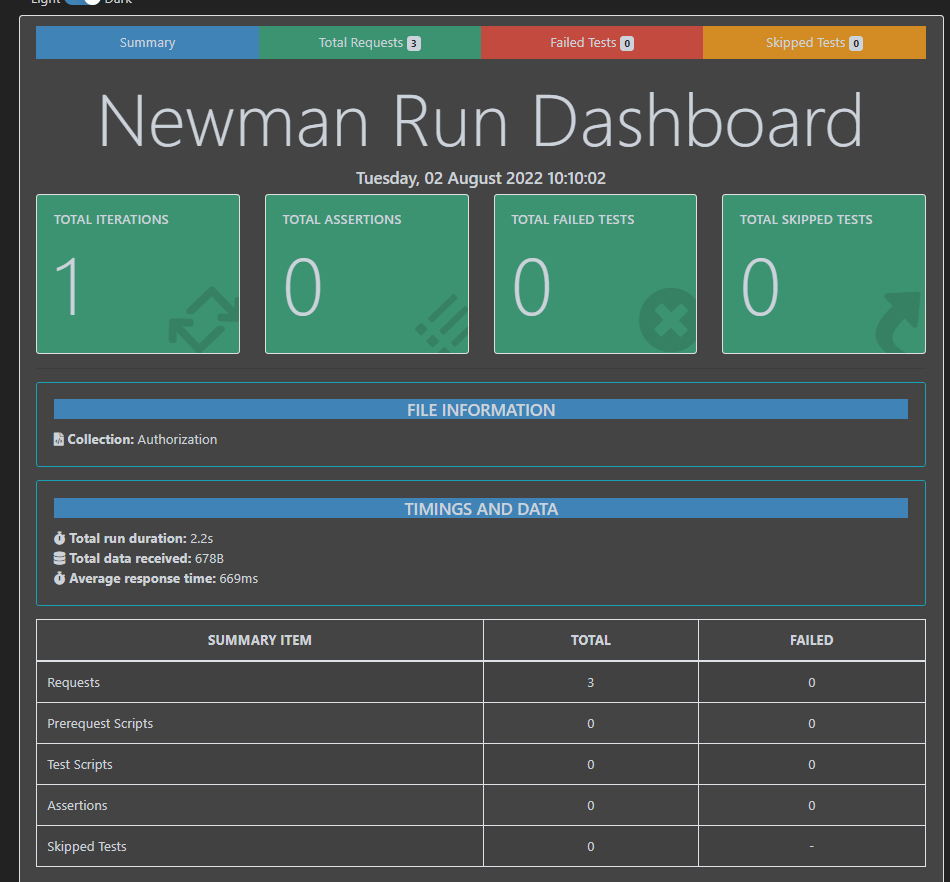 Light Dark
Summary Total Requests 3 Failed Tests 0 Skipped Tests 0
Newman Run Dashboard
Tuesday, 02 August 2022 10:10:02
TOTAL ITERATIONS TOTAL ASSERTIONS TOTAL FAILED TESTS TOTAL SKIPPED TESTS
1 0 0 0
FILE INFORMATION
Collection: Authorization
TIMINGS AND DATA
Total run duration: 2.2s
Total data received: 678B
Average response time: 669ms
SUMMARY ITEM TOTAL FAILED
Requests 3 0
Prerequest Scripts 0 0
Test Scripts 0 0
Assertions 0 0
Skipped Tests 0 -